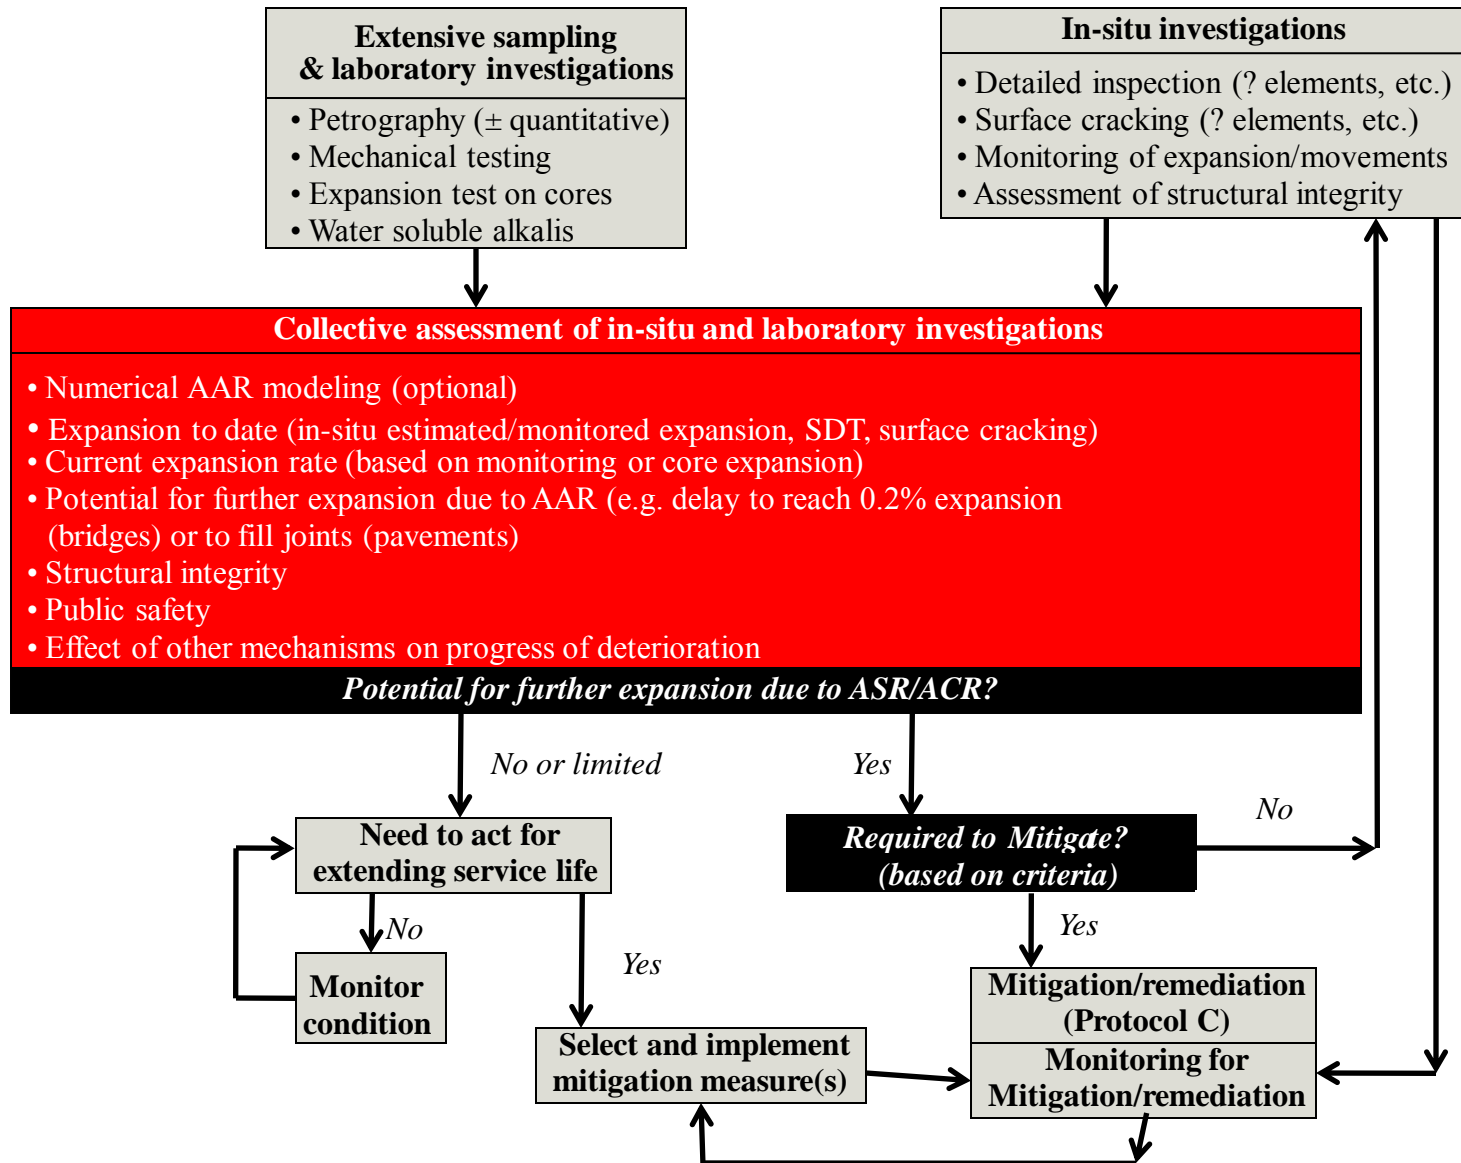 Extensive sampling
& laboratory investigations
• Petrography (± quantitative)
• Mechanical testing
• Expansion test on cores
• Water soluble alkalis
In-situ investigations
• Detailed inspection (? elements, etc.)
• Surface cracking (? elements, etc.)
• Monitoring of expansion/movements
• Assessment of structural integrity
Collective assessment of in-situ and laboratory investigations
• Numerical AAR modeling (optional)
• Expansion to date (in-situ estimated/monitored expansion, SDT, surface cracking)
• Current expansion rate (based on monitoring or core expansion)
• Potential for further expansion due to AAR (e.g. delay to reach 0.2% expansion
(bridges) or to fill joints (pavements)
• Structural integrity
• Public safety
• Effect of other mechanisms on progress of deterioration
Potential for further expansion due to ASR/ACR?
No or limited
Yes
Need to act for
extending service life
Required to Mitigate?
(based on criteria)
No
No
Yes
Yes
Monitor
condition
Select and implement
mitigation measure(s)
Mitigation/remediation
(Protocol C)
Monitoring for
Mitigation/remediation